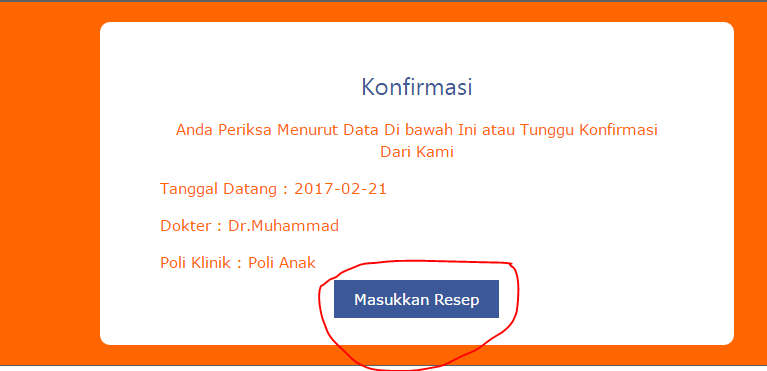 Konfirmasi
Anda Periksa Menurut Data Di bawah Ini atau Tunggu Konfirmasi
Dari Kami
Tanggal Datang : 2017-02-21
Dokter : Dr.Muhammad
Poli Klinik : Poli Anak
Masukkan Resep